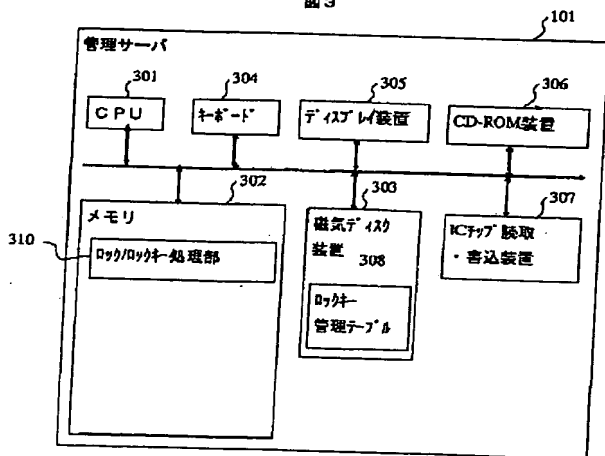 図3
101
管理サーバ
301
304
305
306
CPU
キーボード
ディスプレイ装置
CD-ROM装置
302
303
307
メモリ
磁気ディスク
装置
308
ICチップ読取
・書込装置
310
ロック/ロックキー処理部
ロックキー
管理テーブル